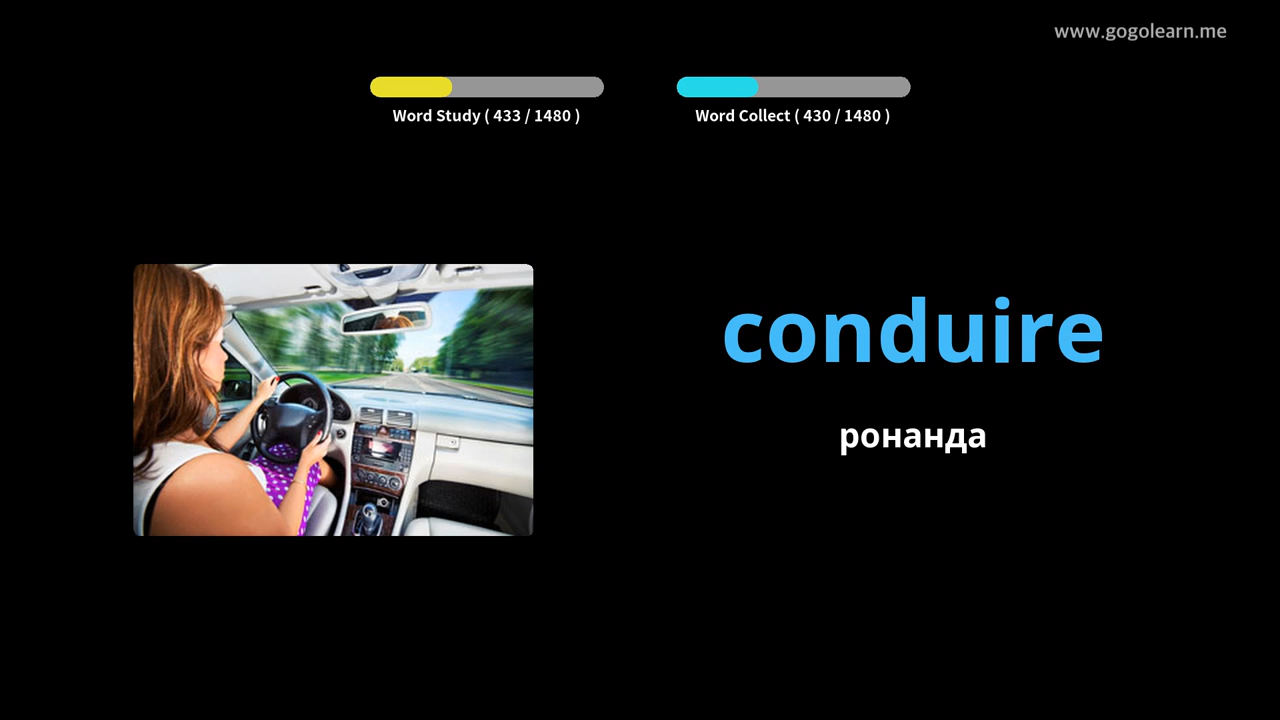 www.gogolearn.me
Word Study ( 433 / 1480 )
Word Collect ( 430 / 1480 )
conduire
ронанда